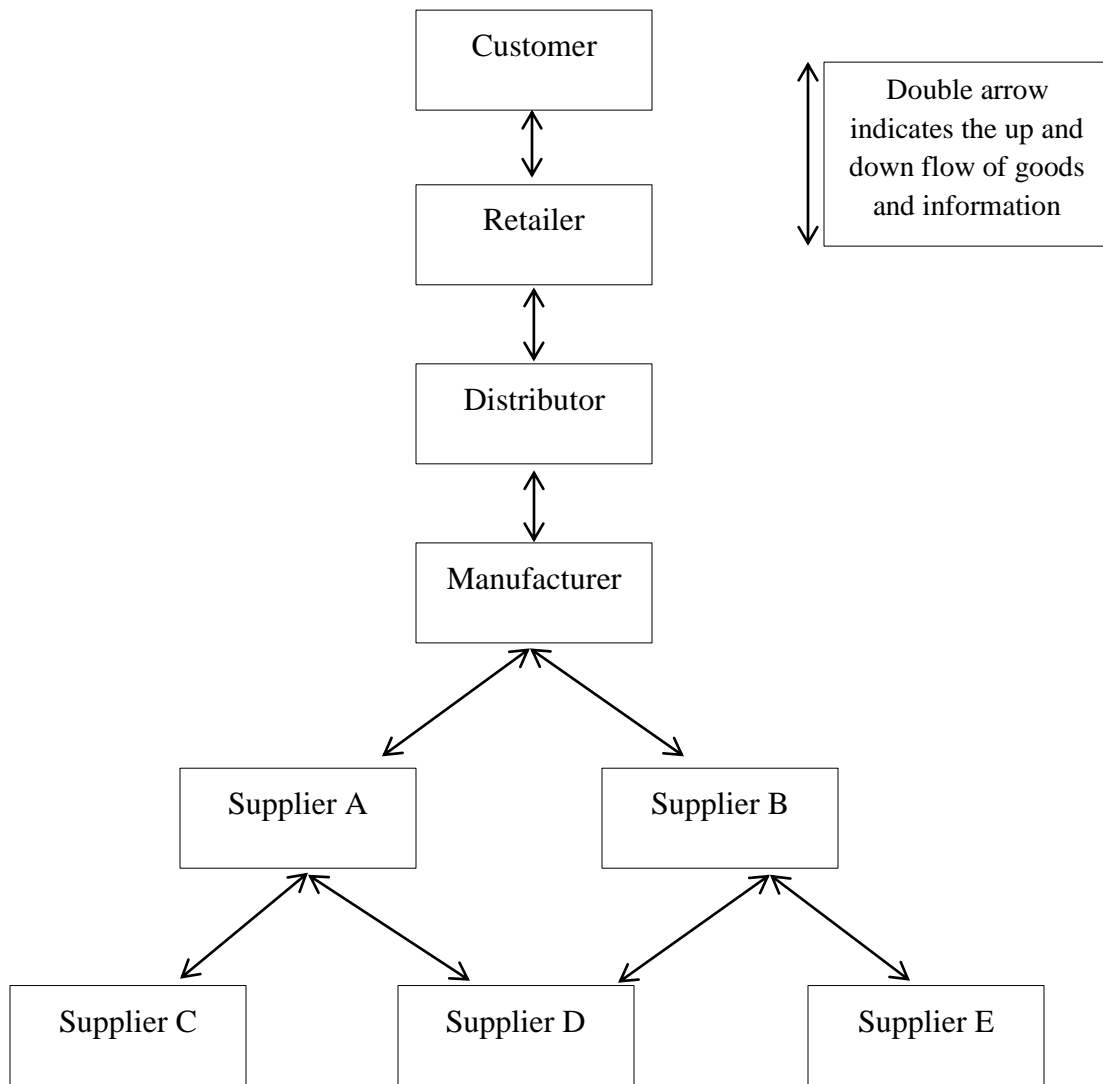 Customer
Double arrow
indicates the up and
down flow of goods
and information
Retailer
Distributor
Manufacturer
Supplier A
Supplier B
Supplier C
Supplier D
Supplier E